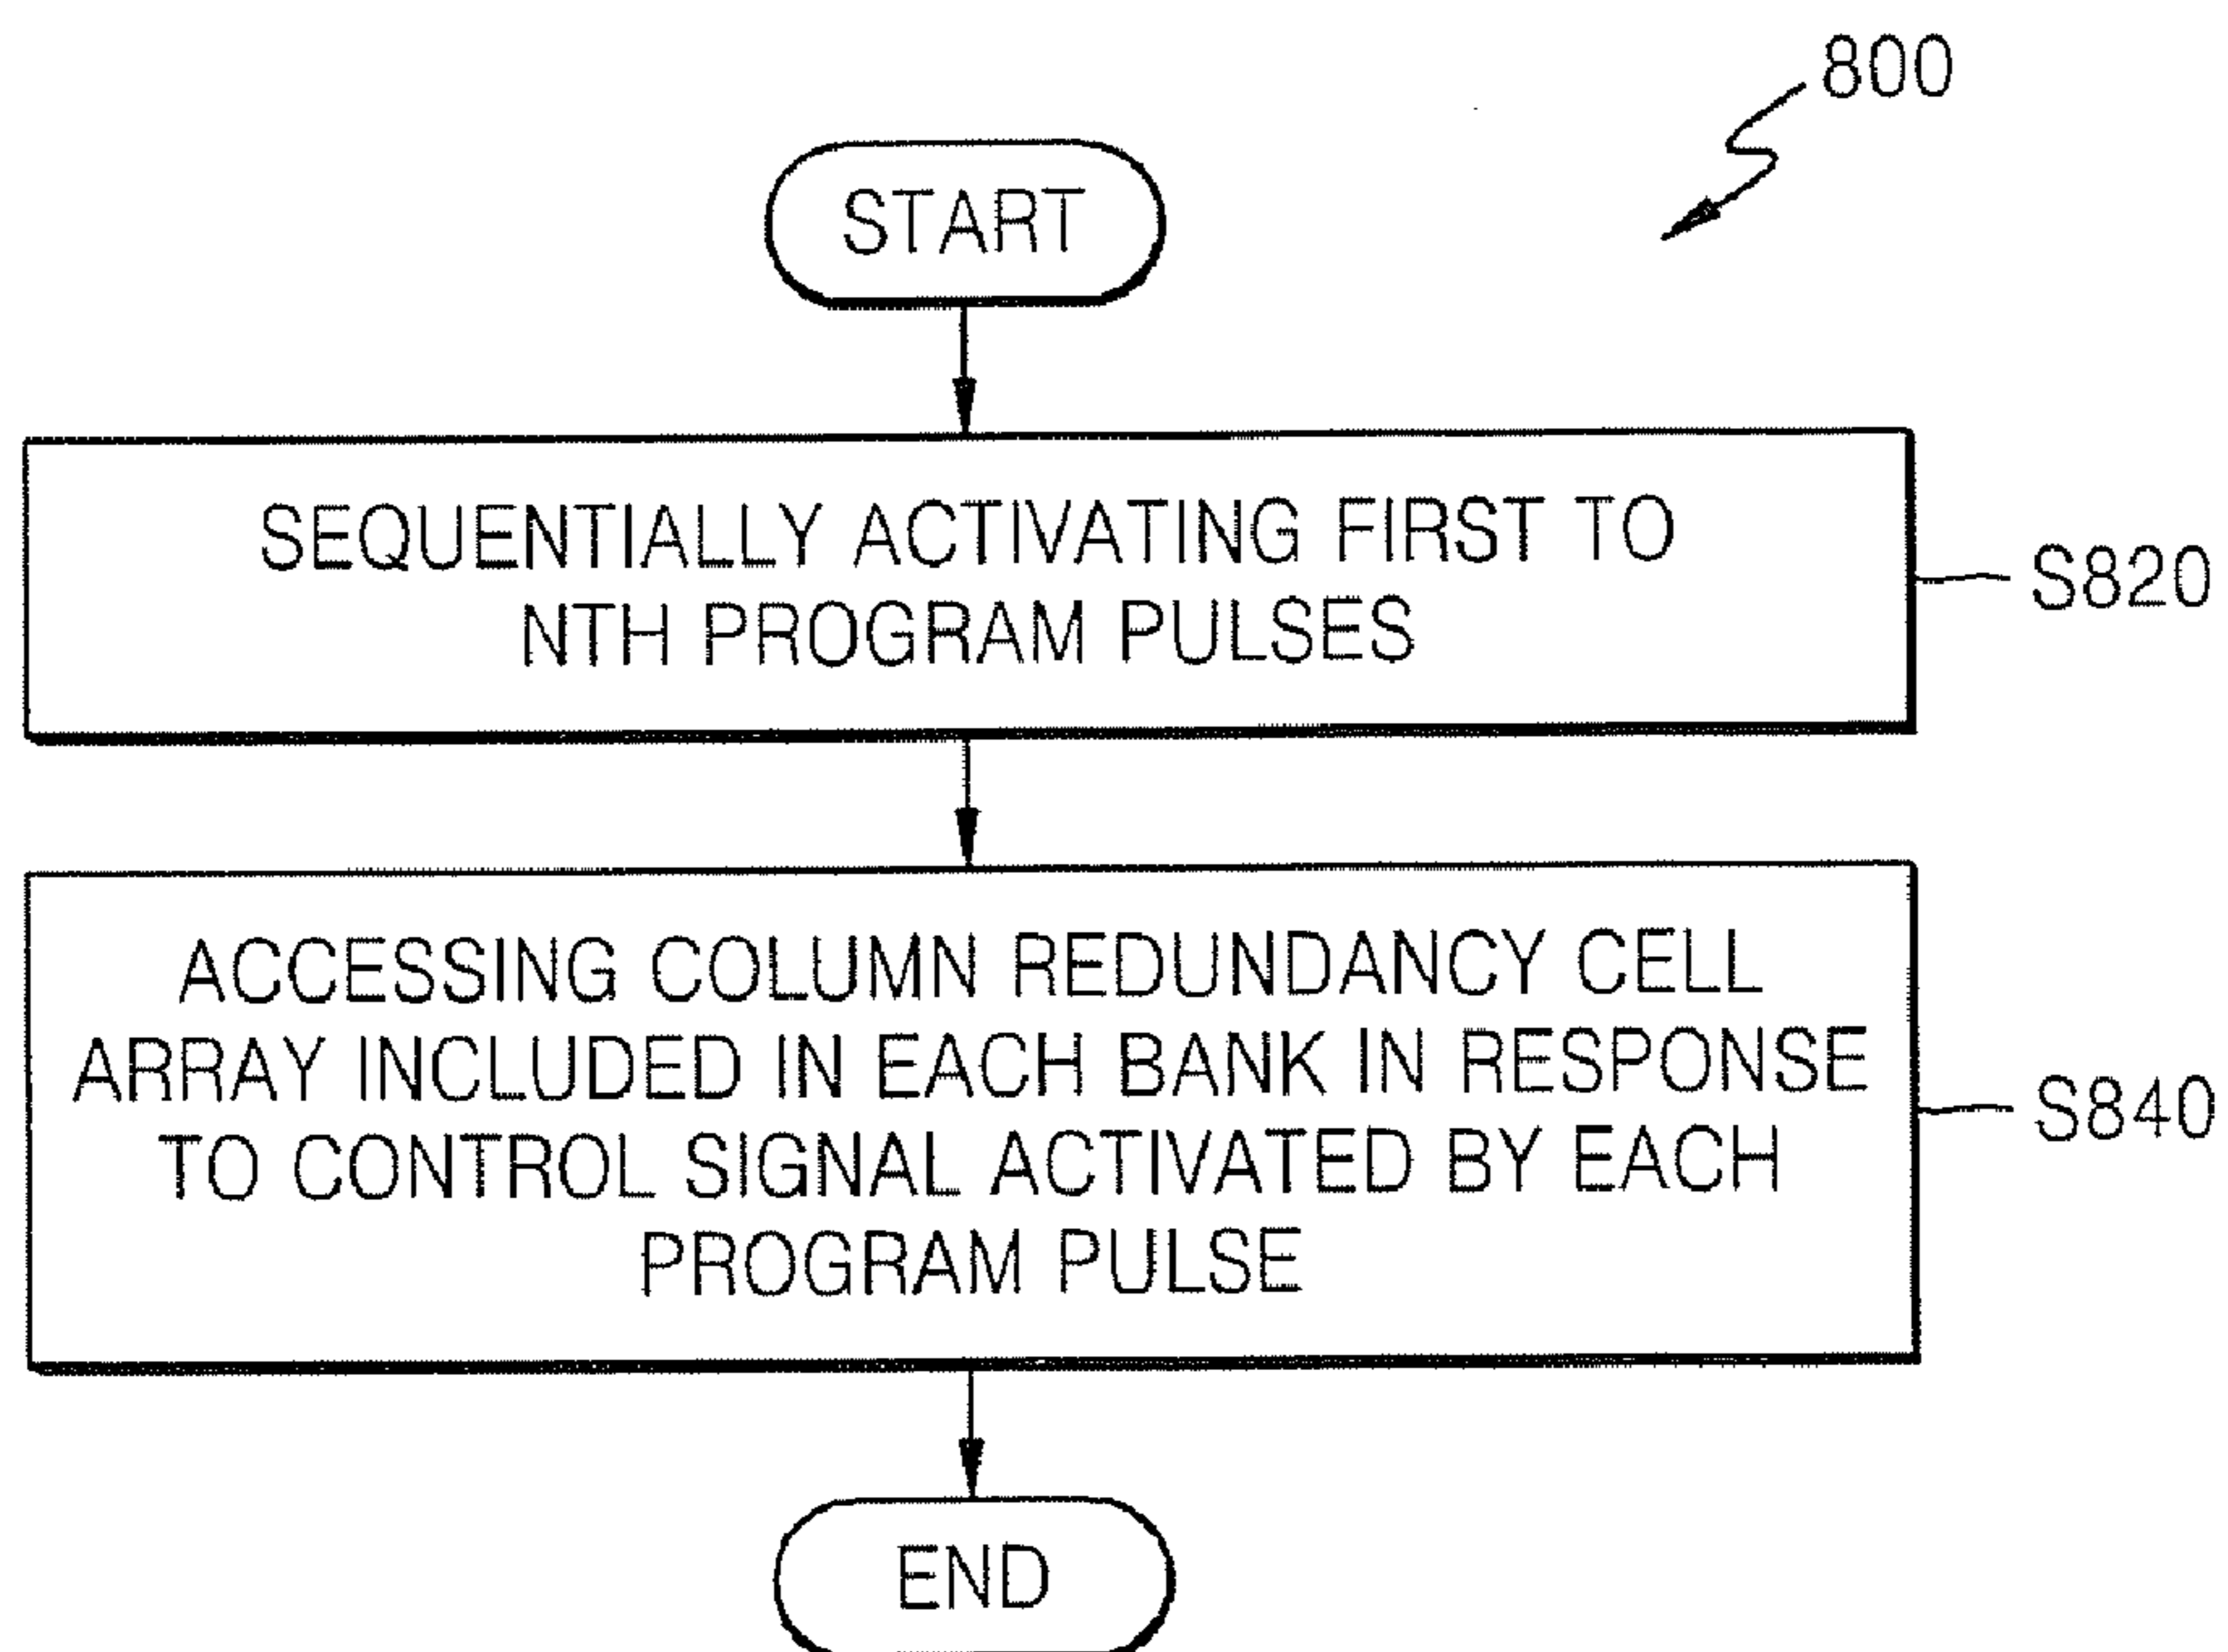 800
START
SEQUENTIALLY ACTIVATING FIRST TO
NTH PROGRAM PULSES
S820
ACCESSING COLUMN REDUNDANCY CELL
ARRAY INCLUDED IN EACH BANK IN RESPONSE
TO CONTROL SIGNAL ACTIVATED BY EACH
PROGRAM PULSE
S840
END